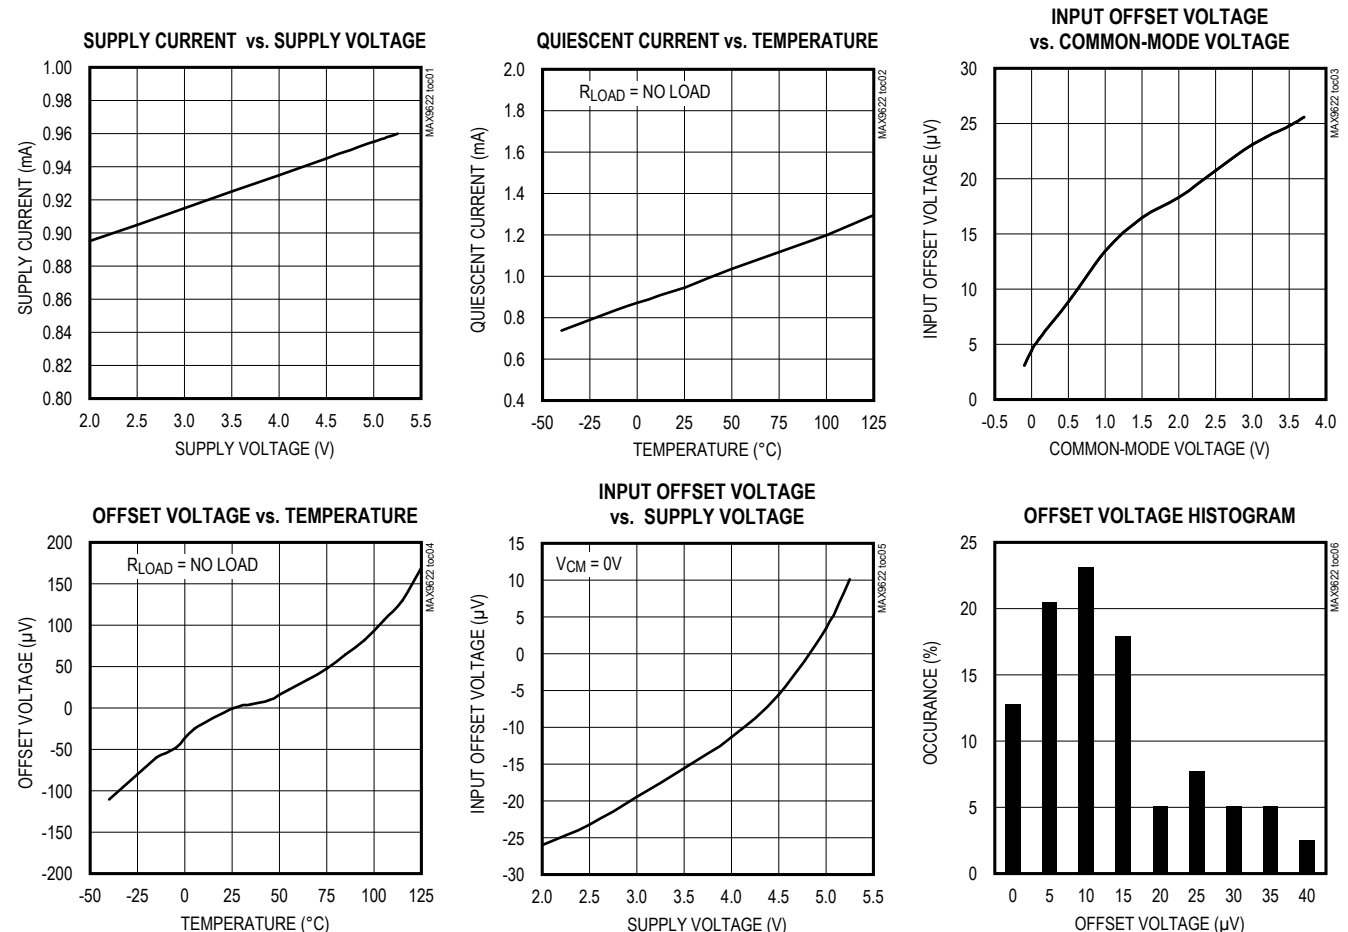 SUPPLY CURRENT vs. SUPPLY VOLTAGE
1.00
0.98
0.96
0.94
0.92
0.90
0.88
0.86
0.84
0.82
0.80
SUPPLY CURRENT (mA)
2.0 2.5 3.0 3.5 4.0 4.5 5.0 5.5
SUPPLY VOLTAGE (V)
MAX9622 toc01
QUIESCENT CURRENT vs. TEMPERATURE
RLOAD = NO LOAD
2.0
1.8
1.6
1.4
1.2
1.0
0.8
0.6
0.4
QUIESCENT CURRENT (mA)
-50 -25 0 25 50 75 100 125
TEMPERATURE (°C)
MAX9622 toc02
INPUT OFFSET VOLTAGE
vs. COMMON-MODE VOLTAGE
30
25
20
15
10
5
0
INPUT OFFSET VOLTAGE (µV)
-0.5 0 0.5 1.0 1.5 2.0 2.5 3.0 3.5 4.0
COMMON-MODE VOLTAGE (V)
MAX9622 toc03
OFFSET VOLTAGE vs. TEMPERATURE
RLOAD = NO LOAD
200
150
100
50
0
-50
-100
-150
-200
OFFSET VOLTAGE (µV)
-50 -25 0 25 50 75 100 125
TEMPERATURE (°C)
MAX9622 toc04
INPUT OFFSET VOLTAGE
vs. SUPPLY VOLTAGE
VCM = 0V
15
10
5
0
-5
-10
-15
-20
-25
-30
INPUT OFFSET VOLTAGE (µV)
2.0 2.5 3.0 3.5 4.0 4.5 5.0 5.5
SUPPLY VOLTAGE (V)
MAX9622 toc05
OFFSET VOLTAGE HISTOGRAM
25
20
15
10
5
0
OCCURANCE (%)
0 5 10 15 20 25 30 35 40
OFFSET VOLTAGE (µV)
MAX9622 toc06